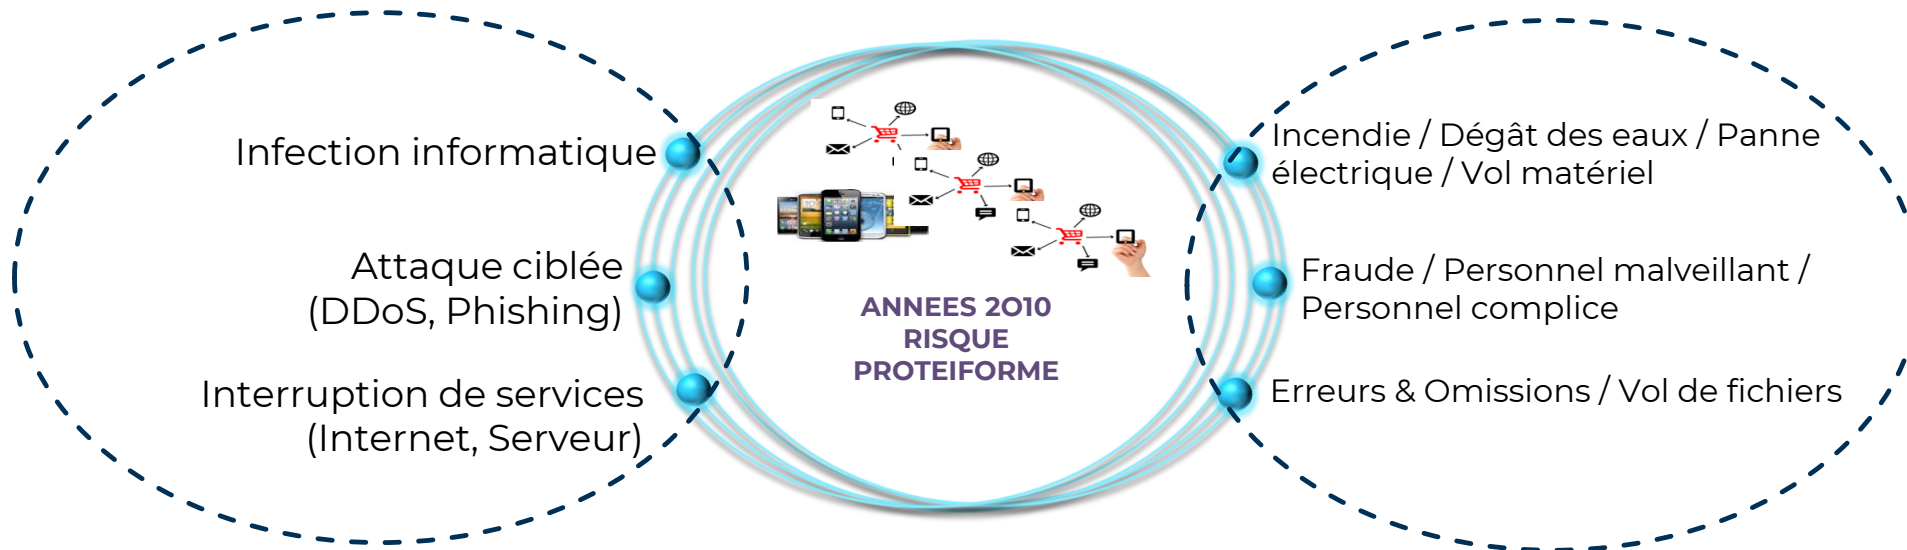 Infection informatique
Attaque ciblée
(DDoS, Phishing)
Interruption de services
(Internet, Serveur)
ANNEES 2O10
RISQUE
PROTEIFORME
Incendie / Dégât des eaux / Panne
électrique / Vol matériel
Fraude / Personnel malveillant /
Personnel complice
Erreurs & Omissions / Vol de fichiers